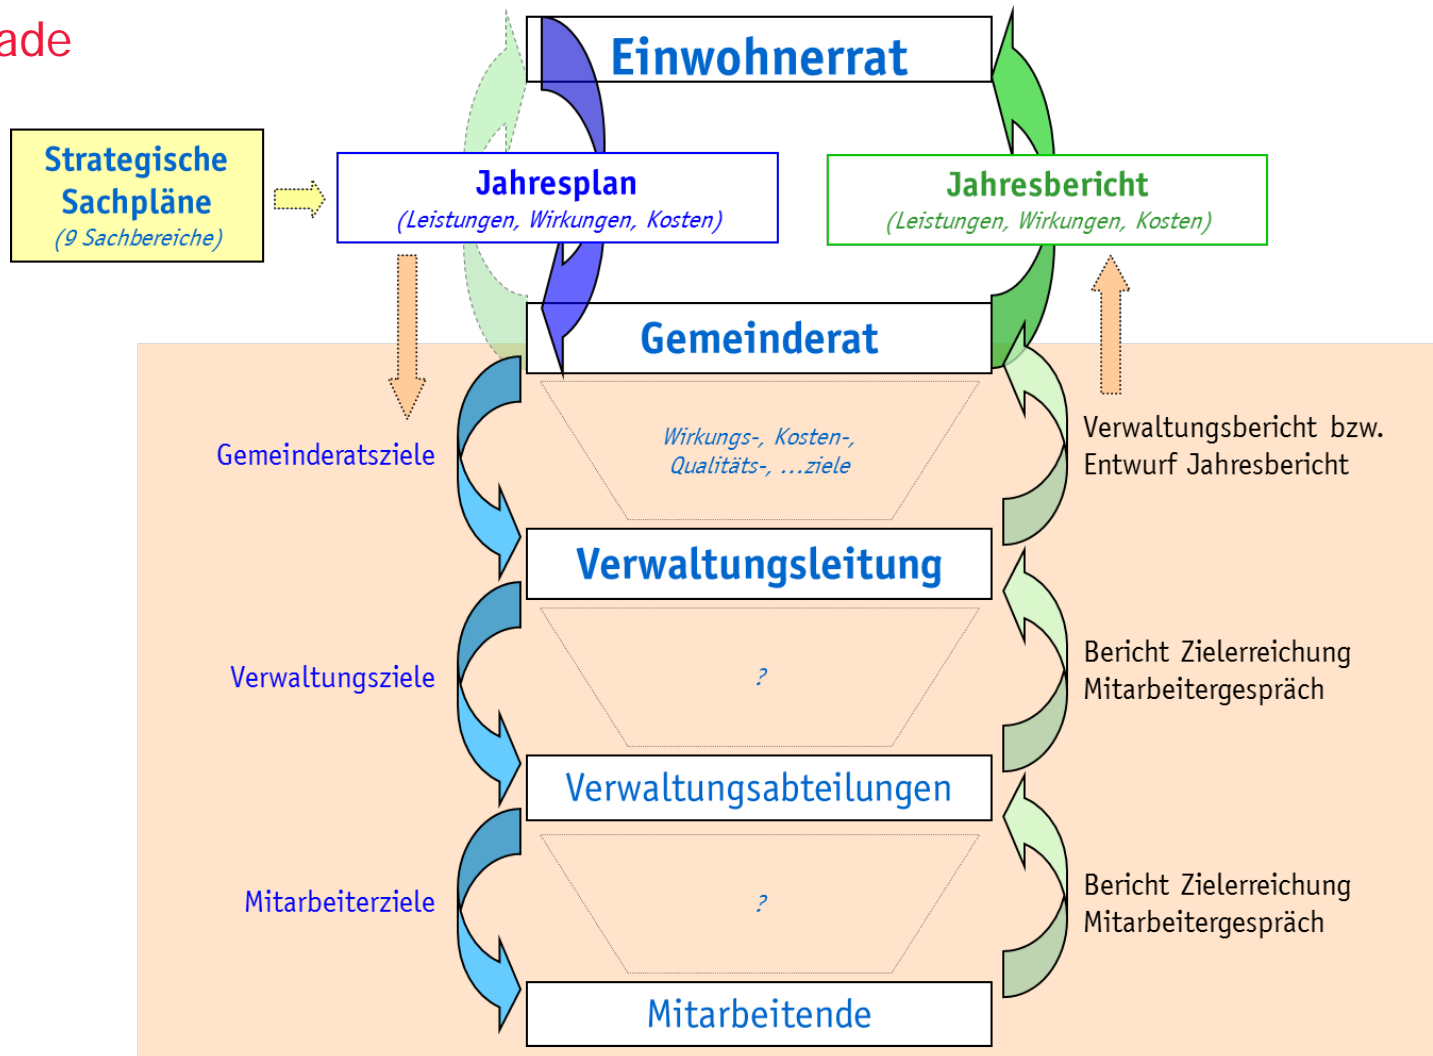 ade
Einwohnerrat
Strategische
Sachpläne
(9 Sachbereiche)
Jahresplan
(Leistungen, Wirkungen, Kosten)
Jahresbericht
(Leistungen, Wirkungen, Kosten)
Gemeinderat
Gemeinderatsziele
Wirkungs-, Kosten-,
Qualitäts-, ...ziele
Verwaltungsbericht bzw.
Entwurf Jahresbericht
Verwaltungsleitung
Verwaltungsziele
?
Bericht Zielerreichung
Mitarbeitergespräch
Verwaltungsabteilungen
Mitarbeiterziele
?
Bericht Zielerreichung
Mitarbeitergespräch
Mitarbeitende